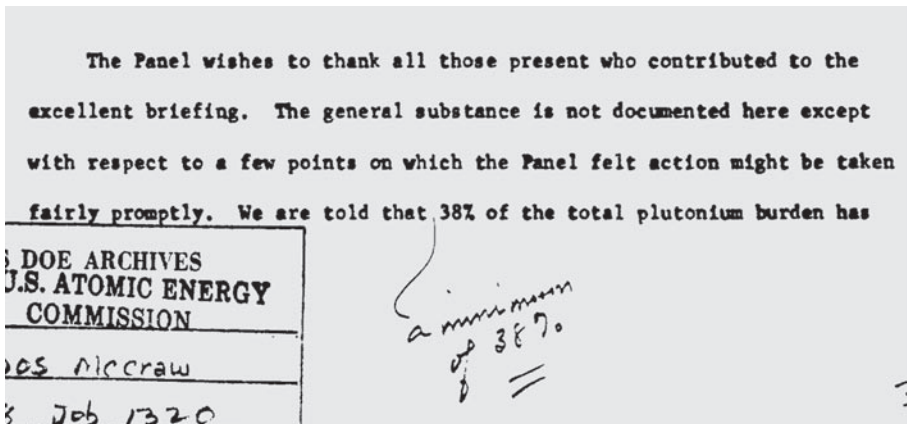 The Panel wishes to thank all those present who contributed to the
excellent briefing. The general substance is not documented here except
with respect to a few points on which the Panel felt action might be taken
fairly promptly. We are told that 38% of the total plutonium burden has
a minimum
of 38%
DOE ARCHIVES
U.S. ATOMIC ENERGY
COMMISSION
McCraw
Job 1320